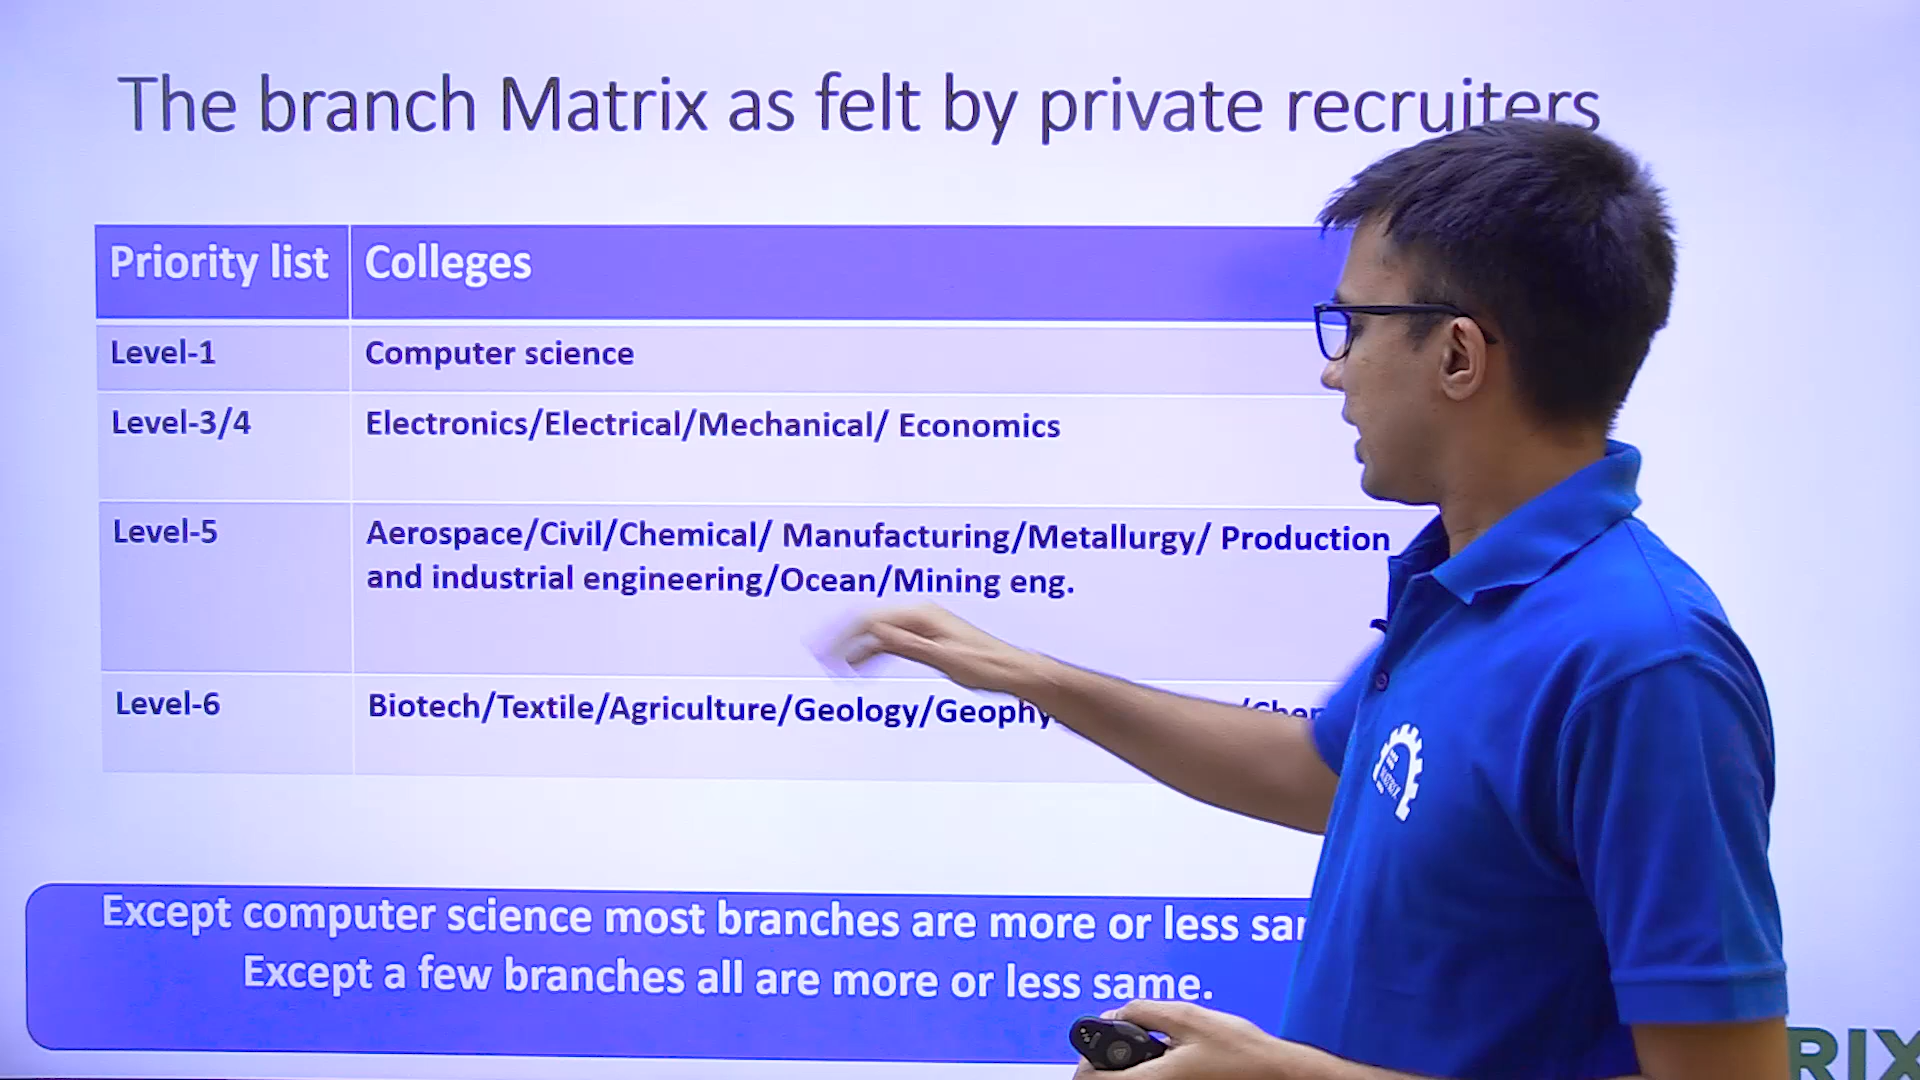 The branch Matrix as felt by private recruiters
Priority list Colleges
Level-1 Computer science
Level-3/4 Electronics/Electrical/Mechanical/ Economics
Level-5 Aerospace/Civil/Chemical/ Manufacturing/Metallurgy/ Production
and industrial engineering/Ocean/Mining eng.
Level-6 Biotech/Textile/Agriculture/Geology/
Except computer science most branches are more or less
Except a few branches all are more or less same.
MATRIX